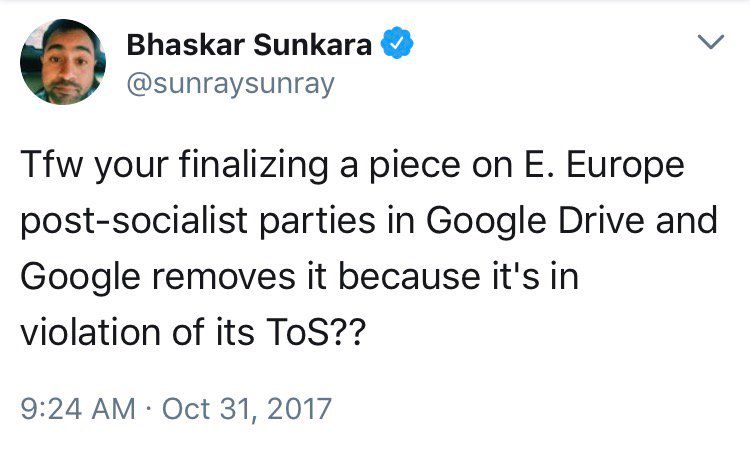 Bhaskar Sunkara
@sunraysunray
Tfw your finalizing a piece on E. Europe
post-socialist parties in Google Drive and
Google removes it because it's in
violation of its ToS??
9:24 AM · Oct 31, 2017